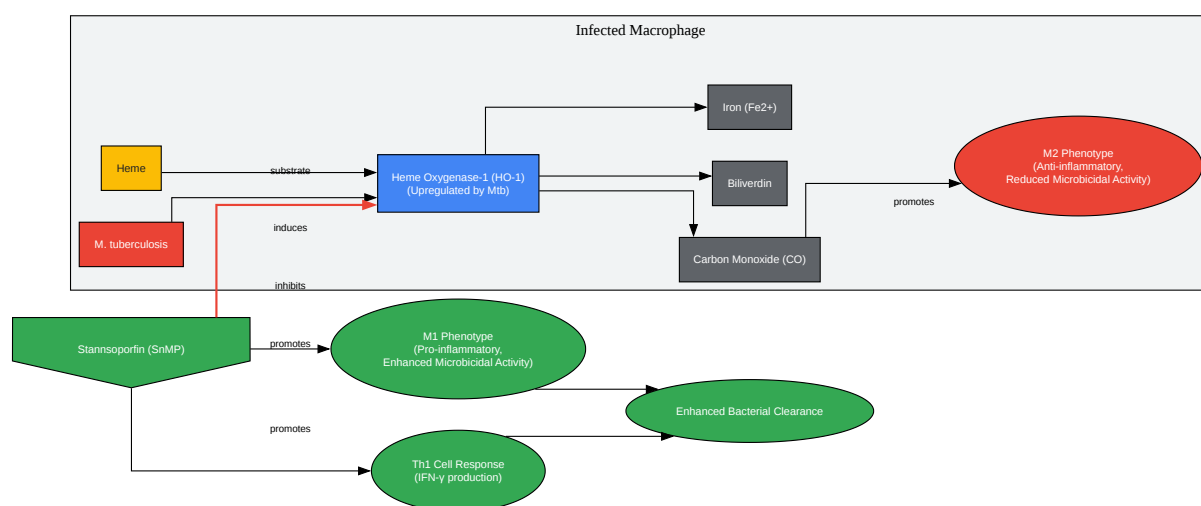 Infected Macrophage
Iron (Fe2+)
Heme
substrate
Heme Oxygenase-1 (HO-1)
(Upregulated by Mtb)
Biliverdin
M2 Phenotype
(Anti-inflammatory,
Reduced Microbicidal Activity)
promotes
M. tuberculosis
induces
Carbon Monoxide (CO)
inhibits
Stannsoporfin (SnMP)
promotes
M1 Phenotype
(Pro-inflammatory,
Enhanced Microbicidal Activity)
Enhanced Bacterial Clearance
promotes
Th1 Cell Response
(IFN-γ production)